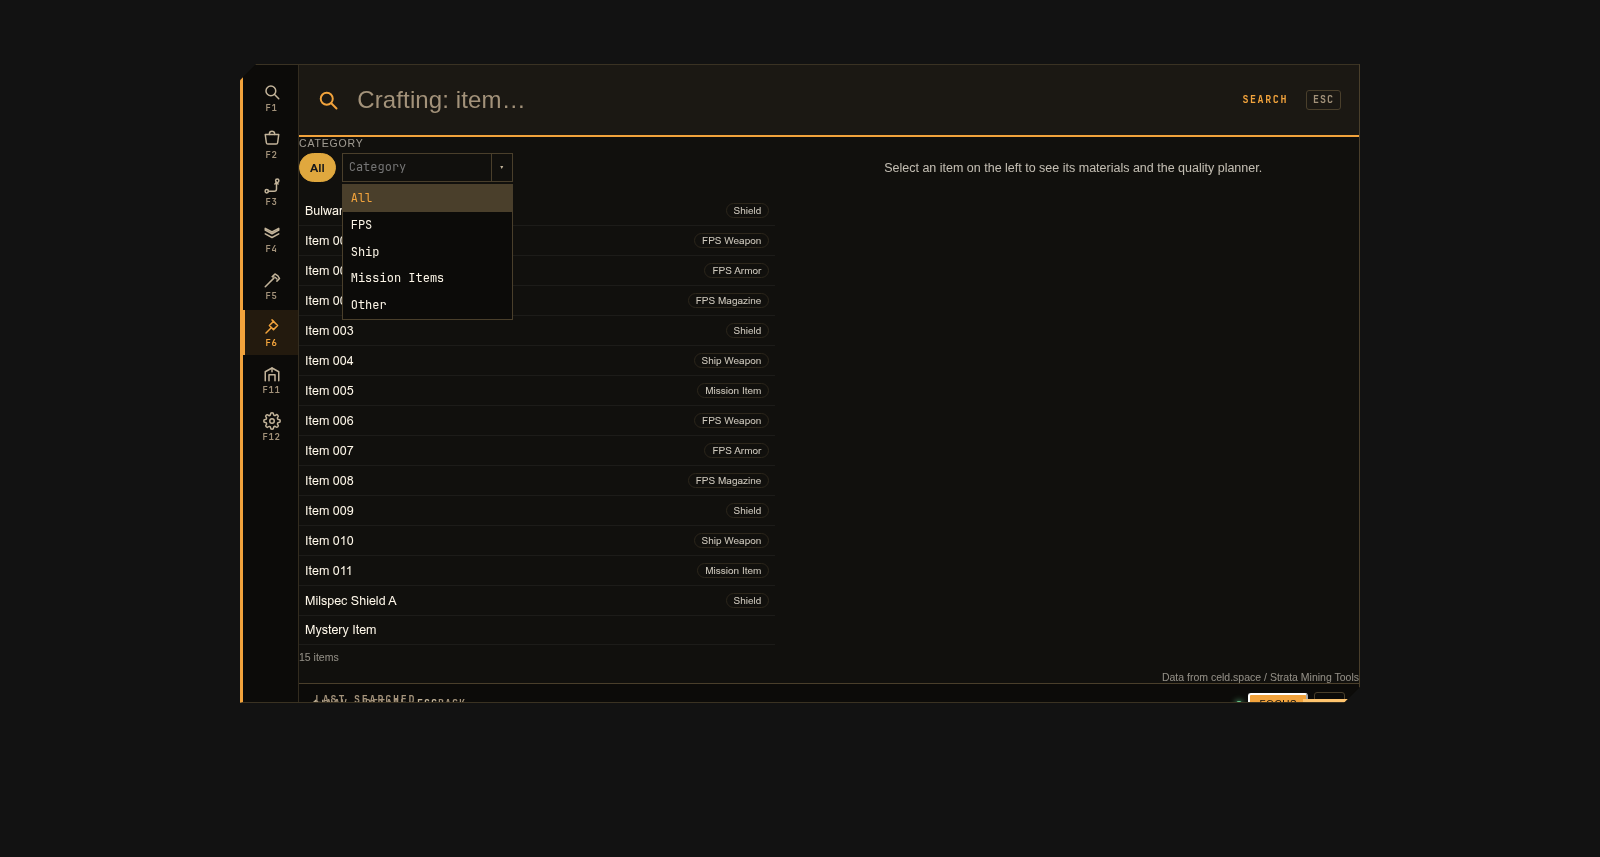 F1
F2
F3
F4
F5
F6
F11
F12
Crafting: item...
SEARCH
ESC
CATEGORY
All
Category
All
FPS
Ship
Mission Items
Other
Select an item on the left to see its materials and the quality planner.
Shield
Item
FPS Weapon
Item
FPS Armor
Item
FPS Magazine
Item 003
Shield
Item 004
Ship Weapon
Item 005
Mission Item
Item 006
FPS Weapon
Item 007
FPS Armor
Item 008
FPS Magazine
Item 009
Shield
Item 010
Ship Weapon
Item 011
Mission Item
Milspec Shield A
Shield
Mystery Item
15 items
Data from celd.space / Strata Mining Tools
LAST SEARCHED